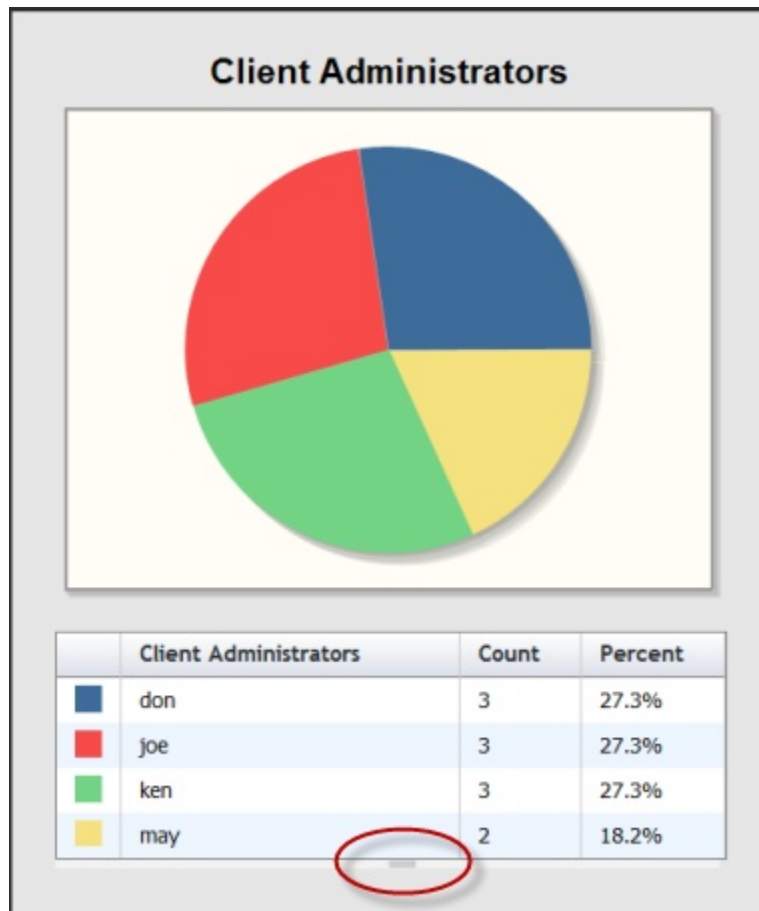 Client Administrators
Client Administrators Count Percent
don 3 27.3%
joe 3 27.3%
ken 3 27.3%
may 2 18.2%